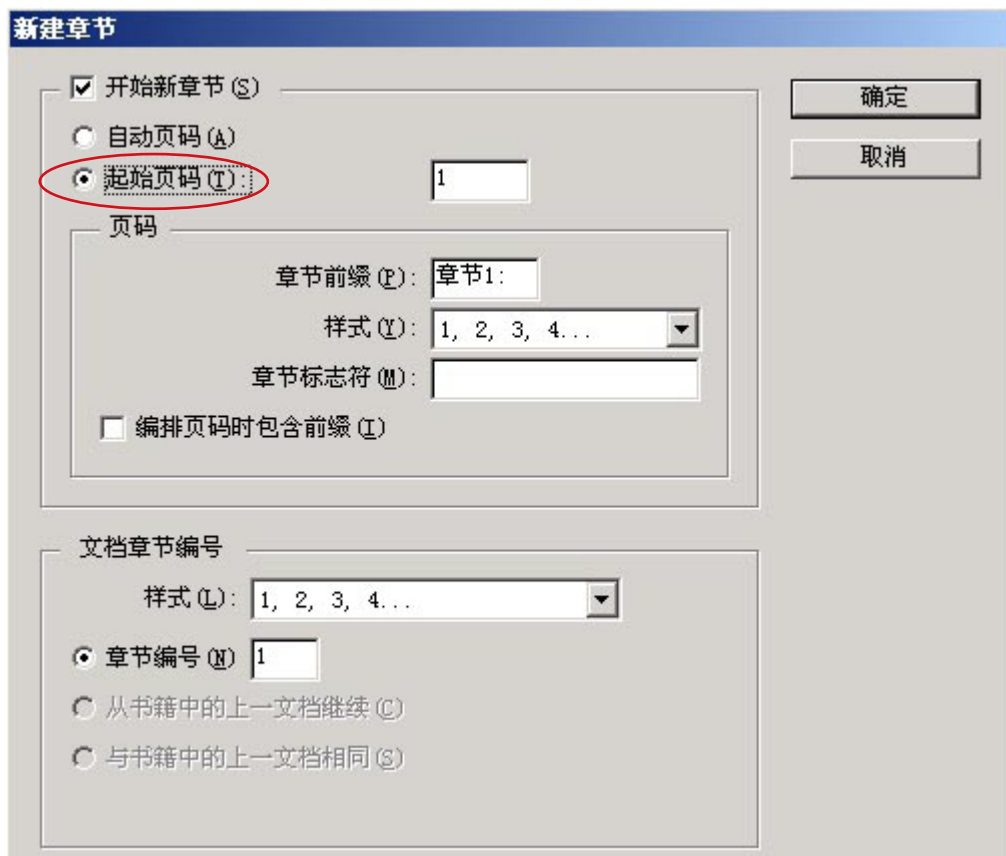 新建章节
开始新章节(S)
确定
自动页码(A)
取消
起始页码(T): 1
页码
章节前缀(P): 章节1:
样式(Y): 1, 2, 3, 4...
章节标志符(M):
编排页码时包含前缀(I)
文档章节编号
样式(L): 1, 2, 3, 4...
章节编号(N) 1
从书籍中的上一文档继续(C)
与书籍中的上一文档相同(S)